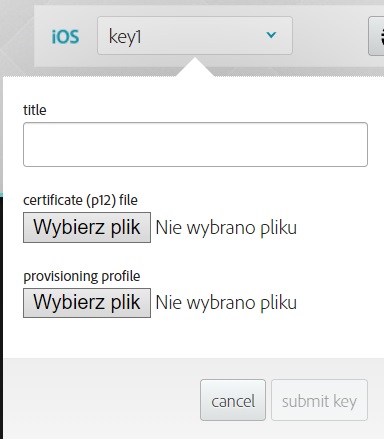 iOS key1
title
certificate (p12) file
Wybierz plik Nie wybrano pliku
provisioning profile
Wybierz plik Nie wybrano pliku
cancel submit key